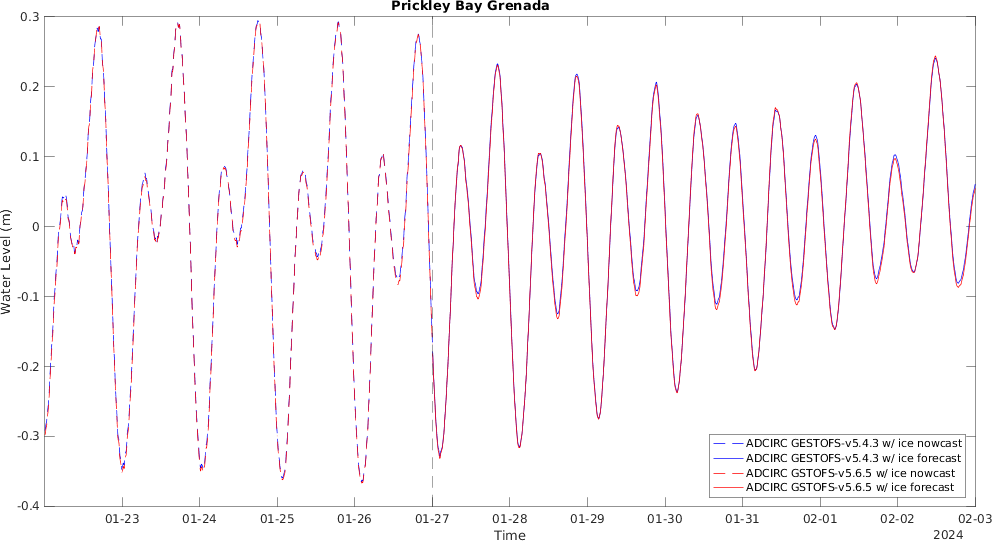 Prickley Bay Grenada
0.3
0.2
0.1
0
-0.1
-0.2
-0.3
-0.4
Water Level (m)
ADCIRC GESTOFS-v5.4.3 w/ ice nowcast
ADCIRC GESTOFS-v5.4.3 w/ ice forecast
ADCIRC GSTOFS-v5.6.5 w/ ice nowcast
ADCIRC GSTOFS-v5.6.5 w/ ice forecast
01-23 01-24 01-25 01-26 01-27 01-28 01-29 01-30 01-31 02-01 02-02 02-03
Time
2024